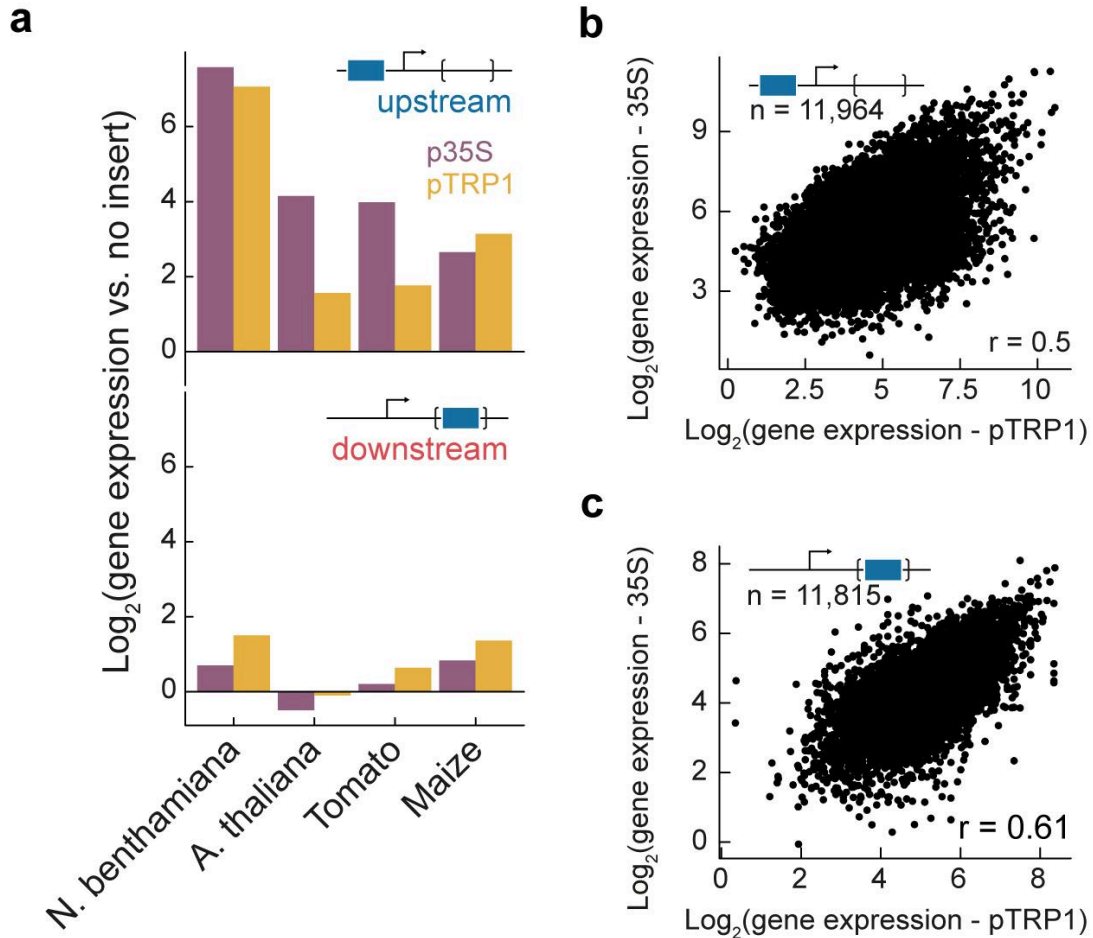 a
Log2(gene expression vs. no insert)
6
4
2
0
upstream
p35S
pTRP1
6
4
2
0
downstream
N. benthamiana
A. thaliana
Tomato
Maize
b
Log2(gene expression - 35S)
9
6
3
n = 11,964
r = 0.5
0 2.5 5 7.5 10
Log2(gene expression - pTRP1)
c
Log2(gene expression - 35S)
8
6
4
2
0
n = 11,815
r = 0.61
0 2 4 6 8
Log2(gene expression - pTRP1)